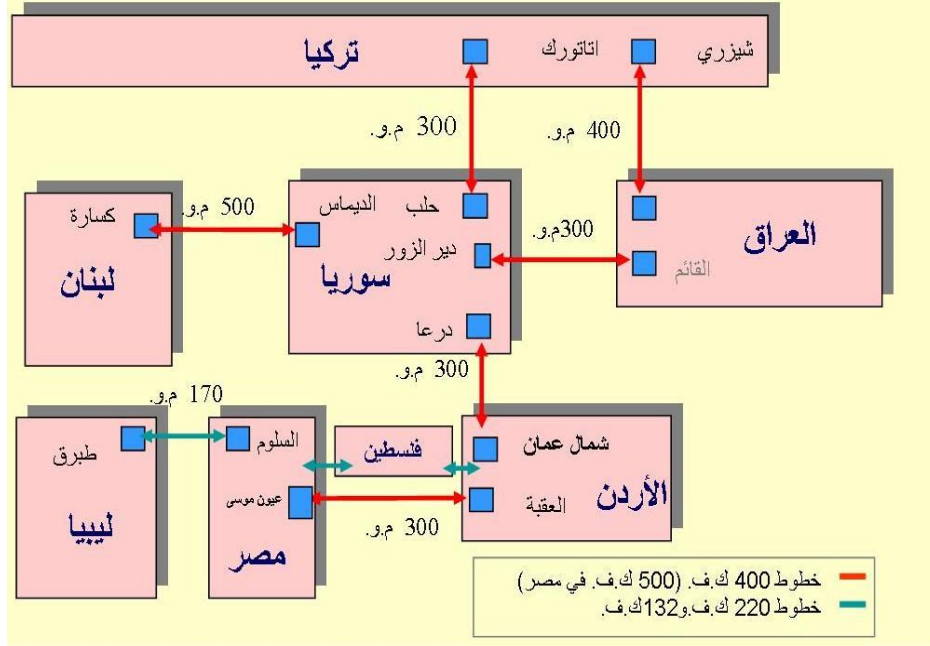 تركيا
شيزري
اتاتورك
400 م.و.
300 م.و.
العراق
القائم
300م.و.
حلب
الديماس
دير الزور
سوريا
درعا
500 م.و.
كسارة
لبنان
300 م.و.
170 م.و.
شمال عمان
العقبة
الأردن
فلسطين
السلوم
عيون موسى
مصر
300 م.و.
طبرق
ليبيا
خطوط 400 ك.ف. (500 ك.ف. في مصر)
خطوط 220 ك.ف.و132ك.ف.